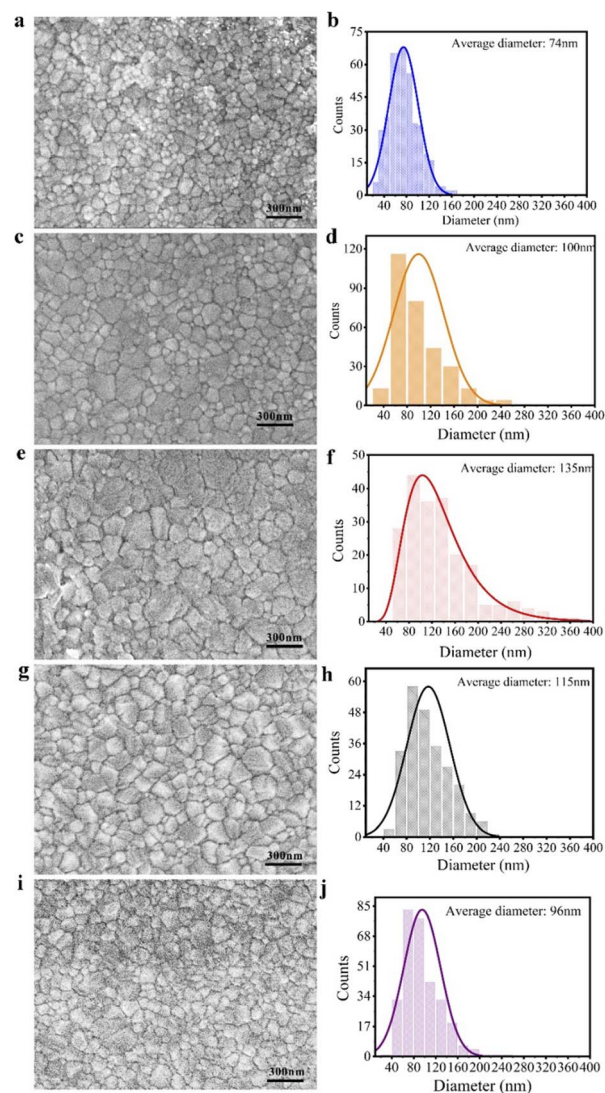 a
300nm
b
Average diameter: 74nm
75
60
45
30
15
0
Counts
40 80 120 160 200 240 280 320 360 400
Diameter (nm)
c
300nm
d
Average diameter: 100nm
120
90
60
30
0
Counts
40 80 120 160 200 240 280 320 360 400
Diameter (nm)
e
300nm
f
Average diameter: 135nm
50
40
30
20
10
0
Counts
40 80 120 160 200 240 280 320 360 400
Diameter (nm)
g
300nm
h
Average diameter: 115nm
60
48
36
24
12
0
Counts
40 80 120 160 200 240 280 320 360 400
Diameter (nm)
i
300nm
j
Average diameter: 96nm
85
68
51
34
17
0
Counts
40 80 120 160 200 240 280 320 360 400
Diameter (nm)